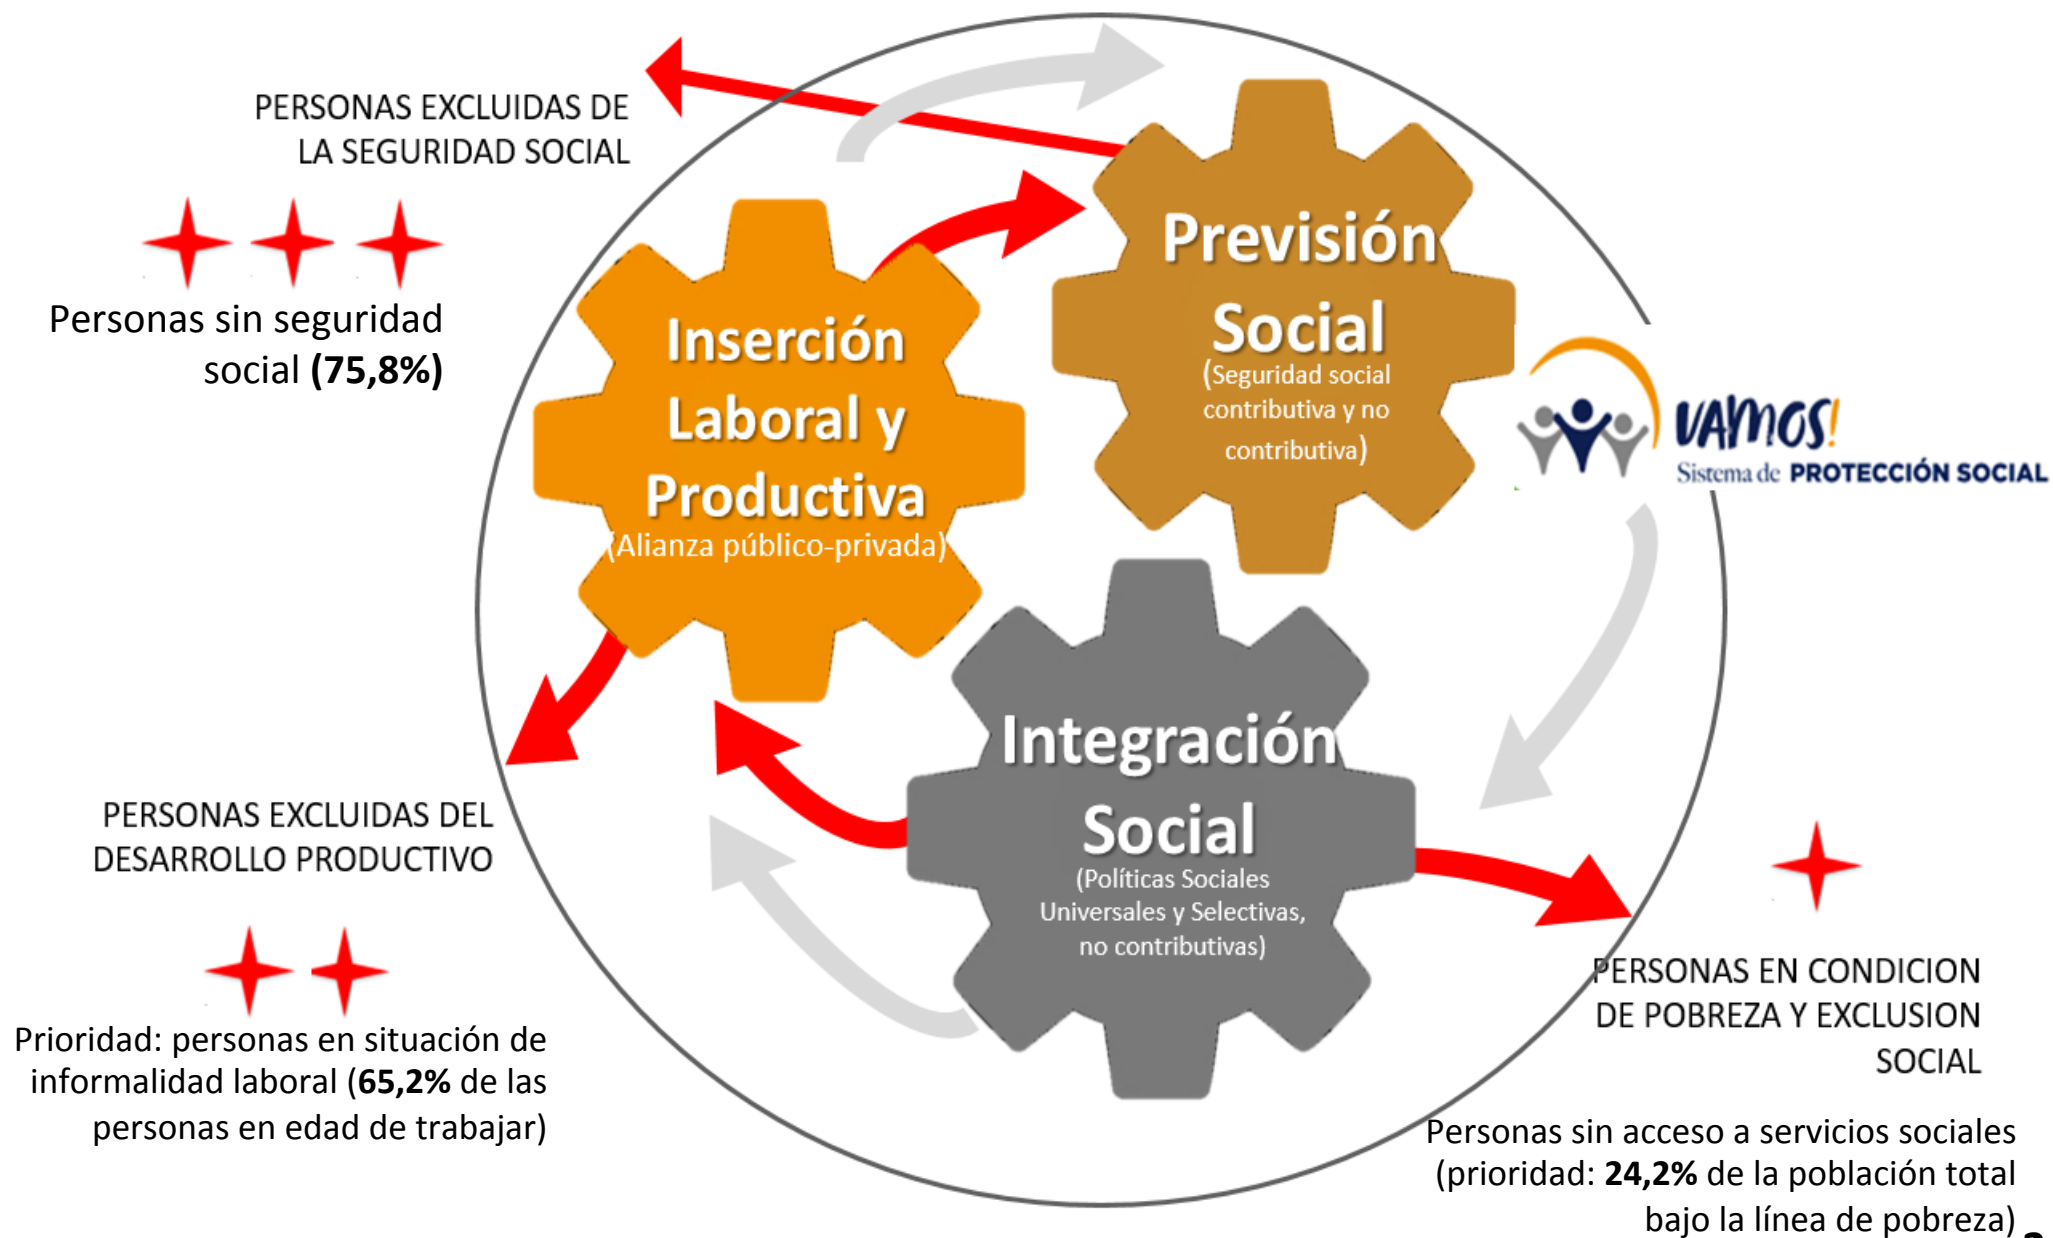 PERSONAS EXCLUIDAS DE
LA SEGURIDAD SOCIAL
Personas sin seguridad
social (75,8%)
Previsión
Social
(Seguridad social
contributiva y no
contributiva)
Inserción
Laboral y
Productiva
(Alianza público-privada)
VAMOS!
Sistema de PROTECCIÓN SOCIAL
Integración
Social
(Políticas Sociales
Universales y Selectivas,
no contributivas)
PERSONAS EXCLUIDAS DEL
DESARROLLO PRODUCTIVO
Prioridad: personas en situación de
informalidad laboral (65,2% de las
personas en edad de trabajar)
PERSONAS EN CONDICION
DE POBREZA Y EXCLUSION
SOCIAL
Personas sin acceso a servicios sociales
(prioridad: 24,2% de la población total
bajo la línea de pobreza)